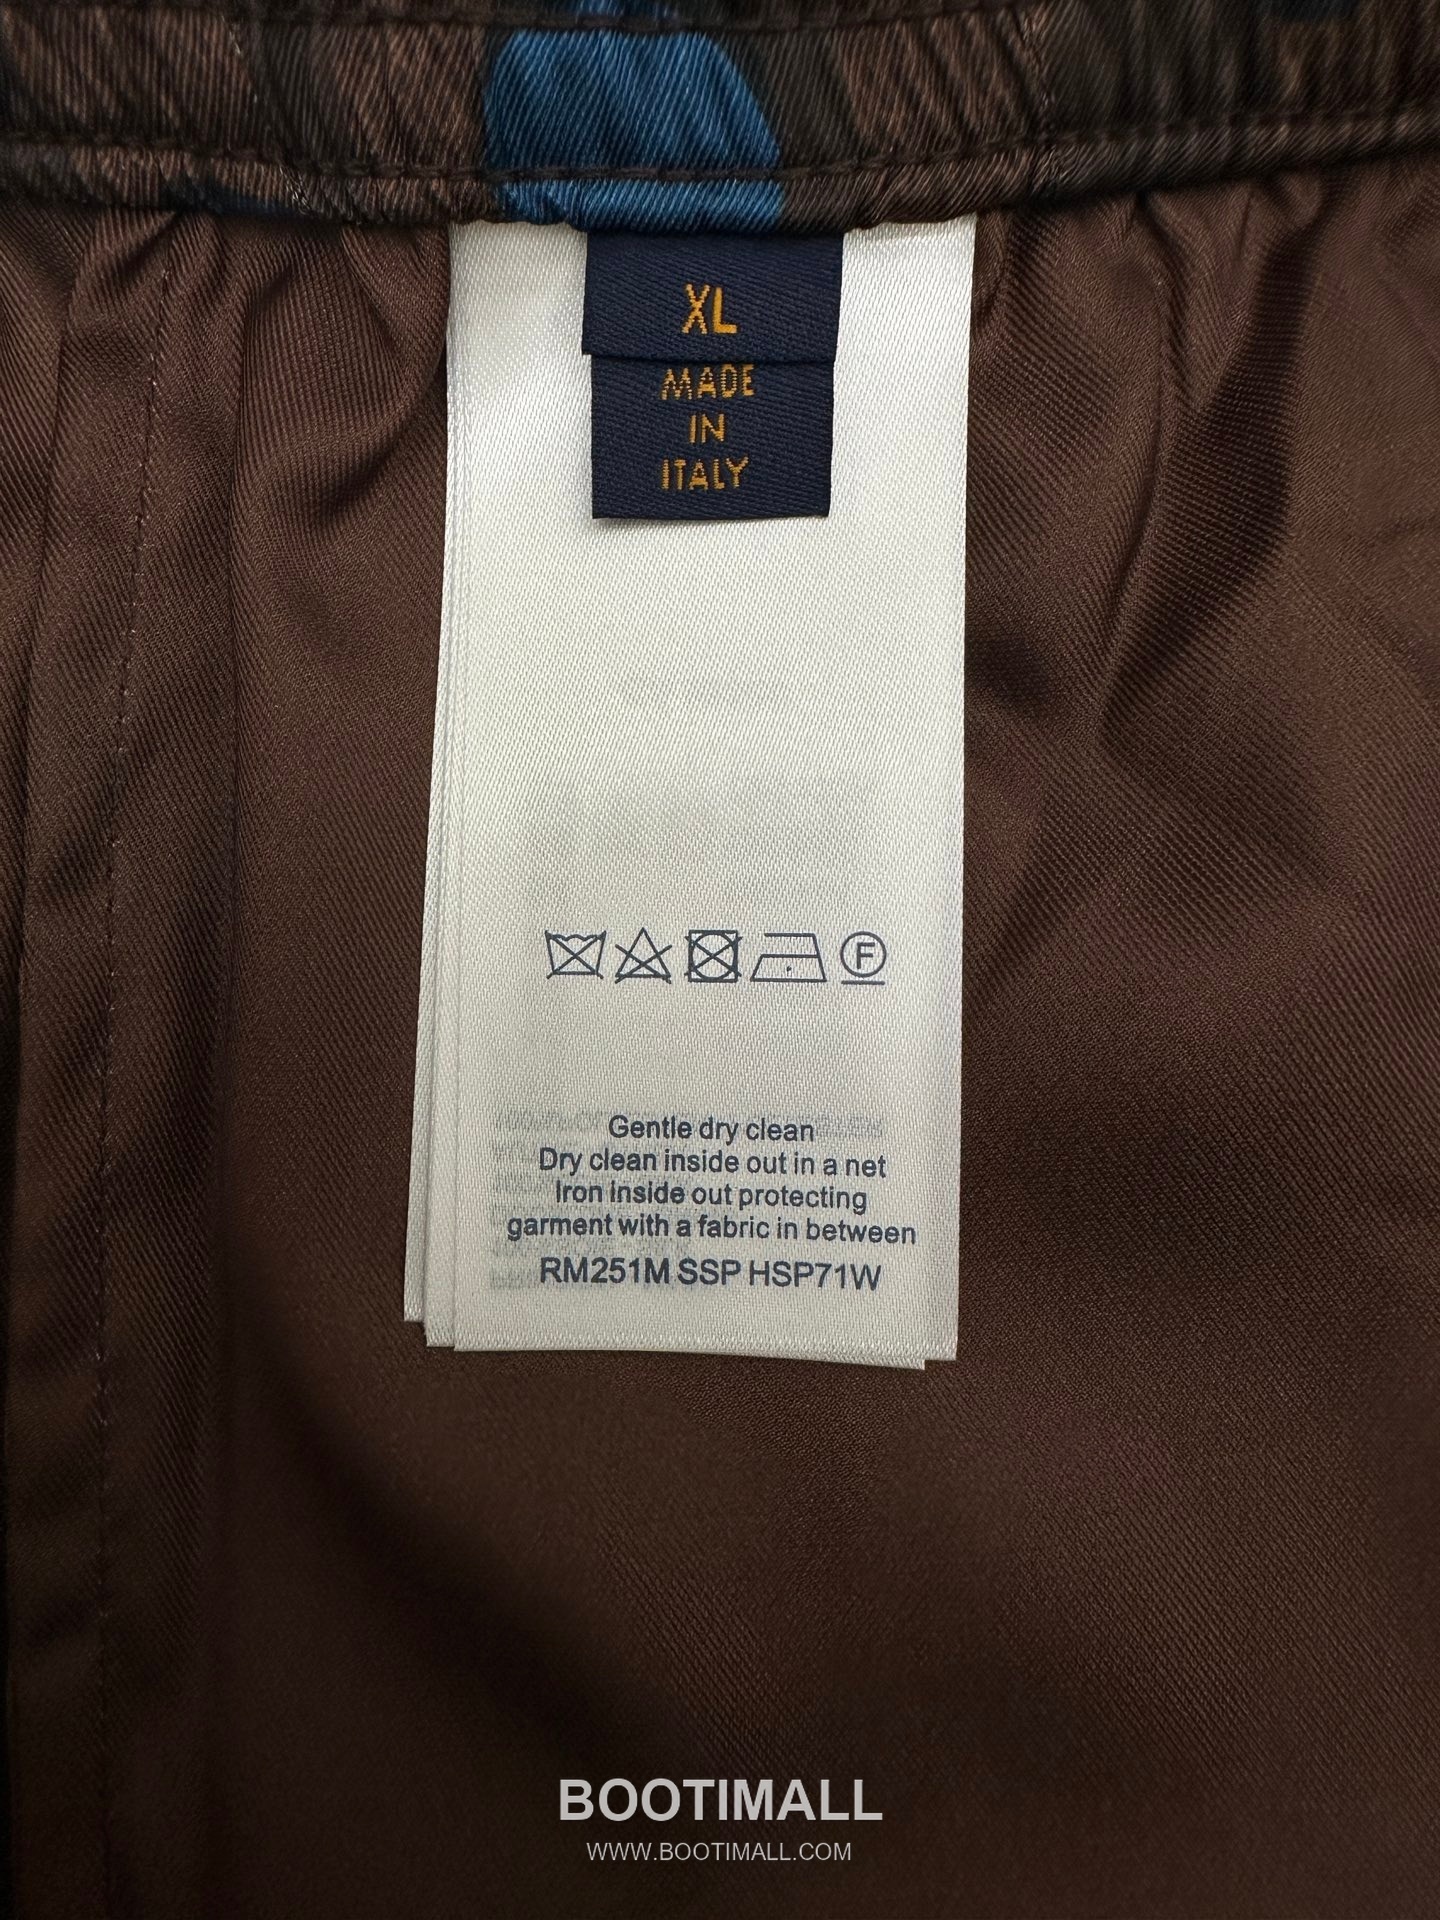 XL
MADE
IN
ITALY
F
Gentle dry clean
Dry clean inside out in a net
Iron inside out protecting
garment with a fabric in between
RM251M SSP HSP71W
BOOTIMALL
WWW.BOOTIMALL.COM